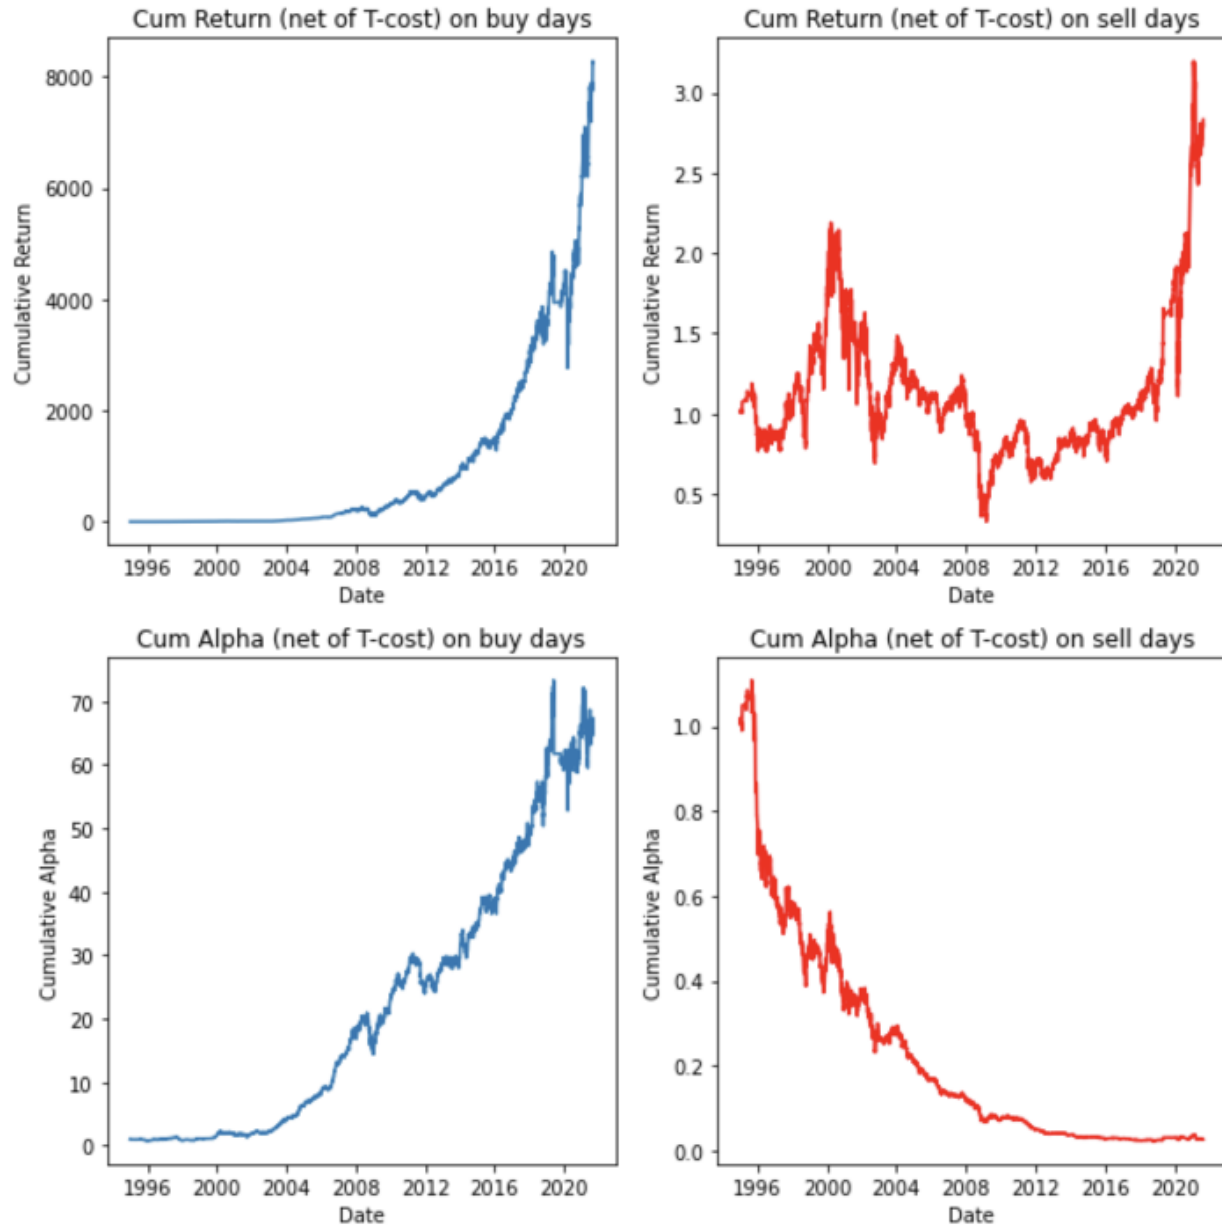 Cum Return (net of T-cost) on buy days
Cumulative Return
8000
6000
4000
2000
0
1996 2000 2004 2008 2012 2016 2020
Date
Cum Return (net of T-cost) on sell days
Cumulative Return
3.0
2.5
2.0
1.5
1.0
0.5
1996 2000 2004 2008 2012 2016 2020
Date
Cum Alpha (net of T-cost) on buy days
Cumulative Alpha
70
60
50
40
30
20
10
0
1996 2000 2004 2008 2012 2016 2020
Date
Cum Alpha (net of T-cost) on sell days
Cumulative Alpha
1.0
0.8
0.6
0.4
0.2
0.0
1996 2000 2004 2008 2012 2016 2020
Date